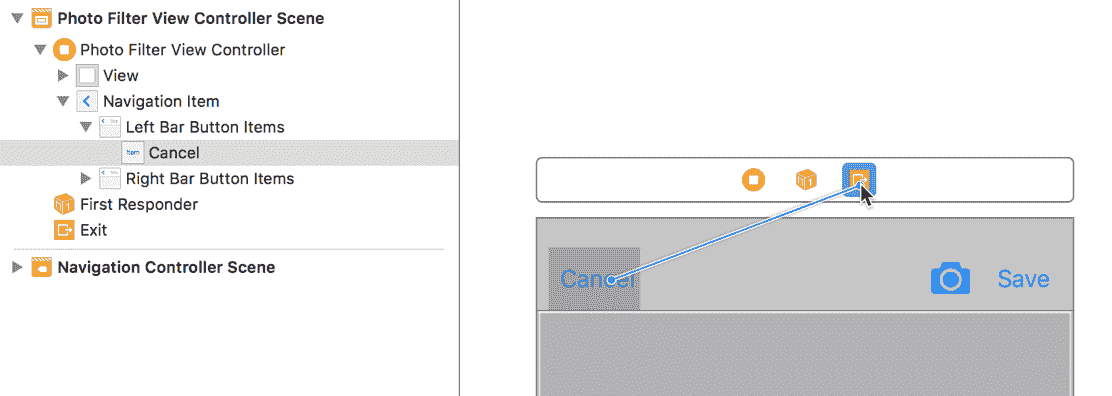 Photo Filter View Controller Scene
Photo Filter View Controller
View
Navigation Item
Left Bar Button Items
Cancel
Right Bar Button Items
First Responder
Exit
Navigation Controller Scene
Cancel
Save